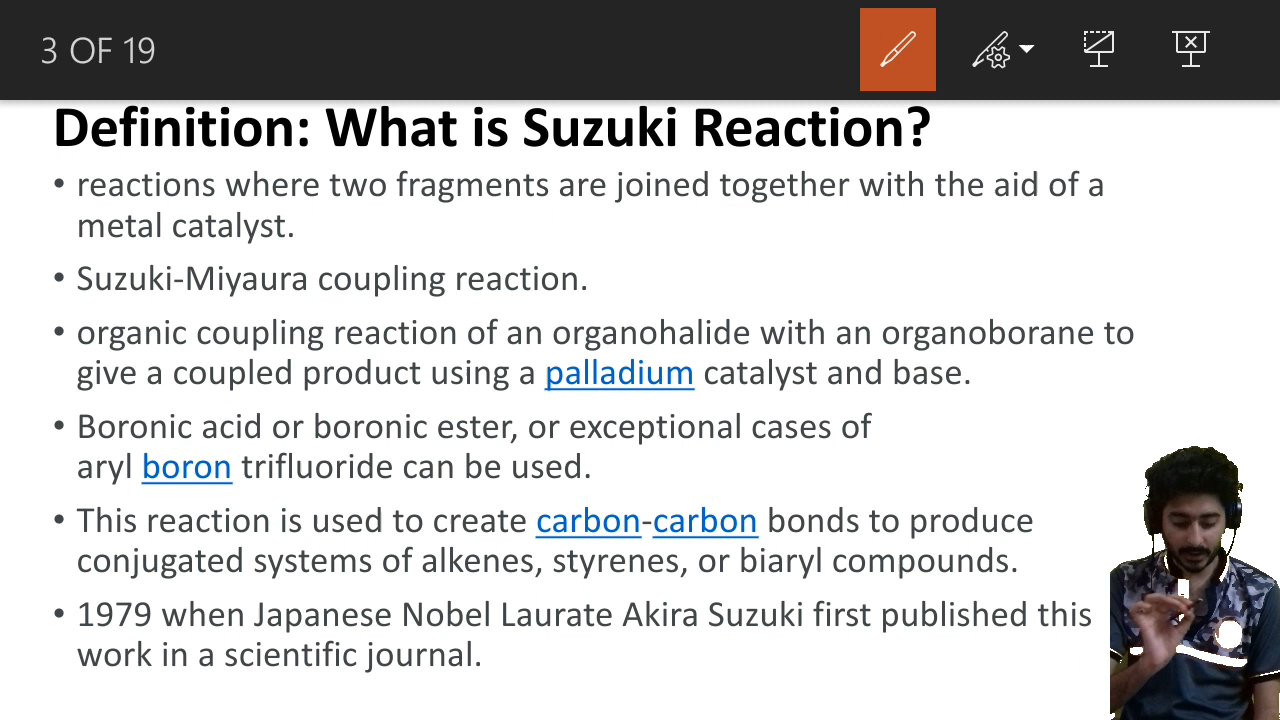 3 OF 19
Definition: What is Suzuki Reaction?
• reactions where two fragments are joined together with the aid of a
metal catalyst.
• Suzuki-Miyaura coupling reaction.
• organic coupling reaction of an organohalide with an organoborane to
give a coupled product using a palladium catalyst and base.
• Boronic acid or boronic ester, or exceptional cases of
aryl boron trifluoride can be used.
• This reaction is used to create carbon-carbon bonds to produce
conjugated systems of alkenes, styrenes, or biaryl compounds.
• 1979 when Japanese Nobel Laurate Akira Suzuki first published this
work in a scientific journal.